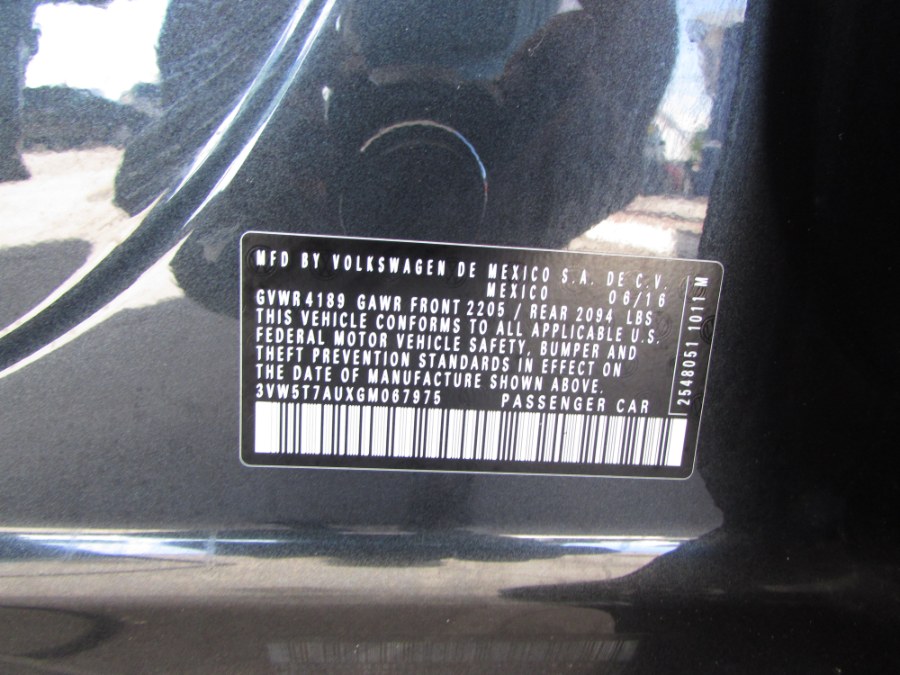 MFD BY VOLKSWAGEN DE MEXICO S.A. DE C.V.
MEXICO 06/16
GVWR 4189 GAWR FRONT 2205 / REAR 2094 LBS
THIS VEHICLE CONFORMS TO ALL APPLICABLE U.S.
FEDERAL MOTOR VEHICLE SAFETY, BUMPER AND
THEFT PREVENTION STANDARDS IN EFFECT ON
THE DATE OF MANUFACTURE SHOWN ABOVE.
3VW5T7AUXGM067975 PASSENGER CAR
2548051 1011 M